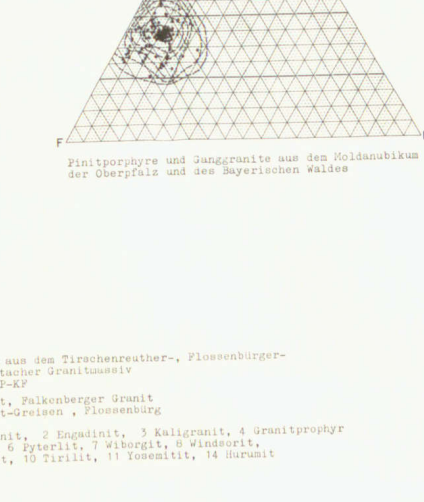 F
Pinitporphyre und Ganggranite aus dem Moldanubikum
der Oberpfalz und des Bayerischen Waldes
aus dem Tirschenreuther-, Flossenbürger-
tacher Granitmassiv
P-KF
t, Falkenberger Granit
t-Greisen , Flossenbürg
nit, 2 Engadinit, 3 Kaligranit, 4 Granitprophyr
6 Pyterlit, 7 Wiborgit, 8 Windsorit,
t, 10 Tirilit, 11 Yosemitit, 14 Hurumit